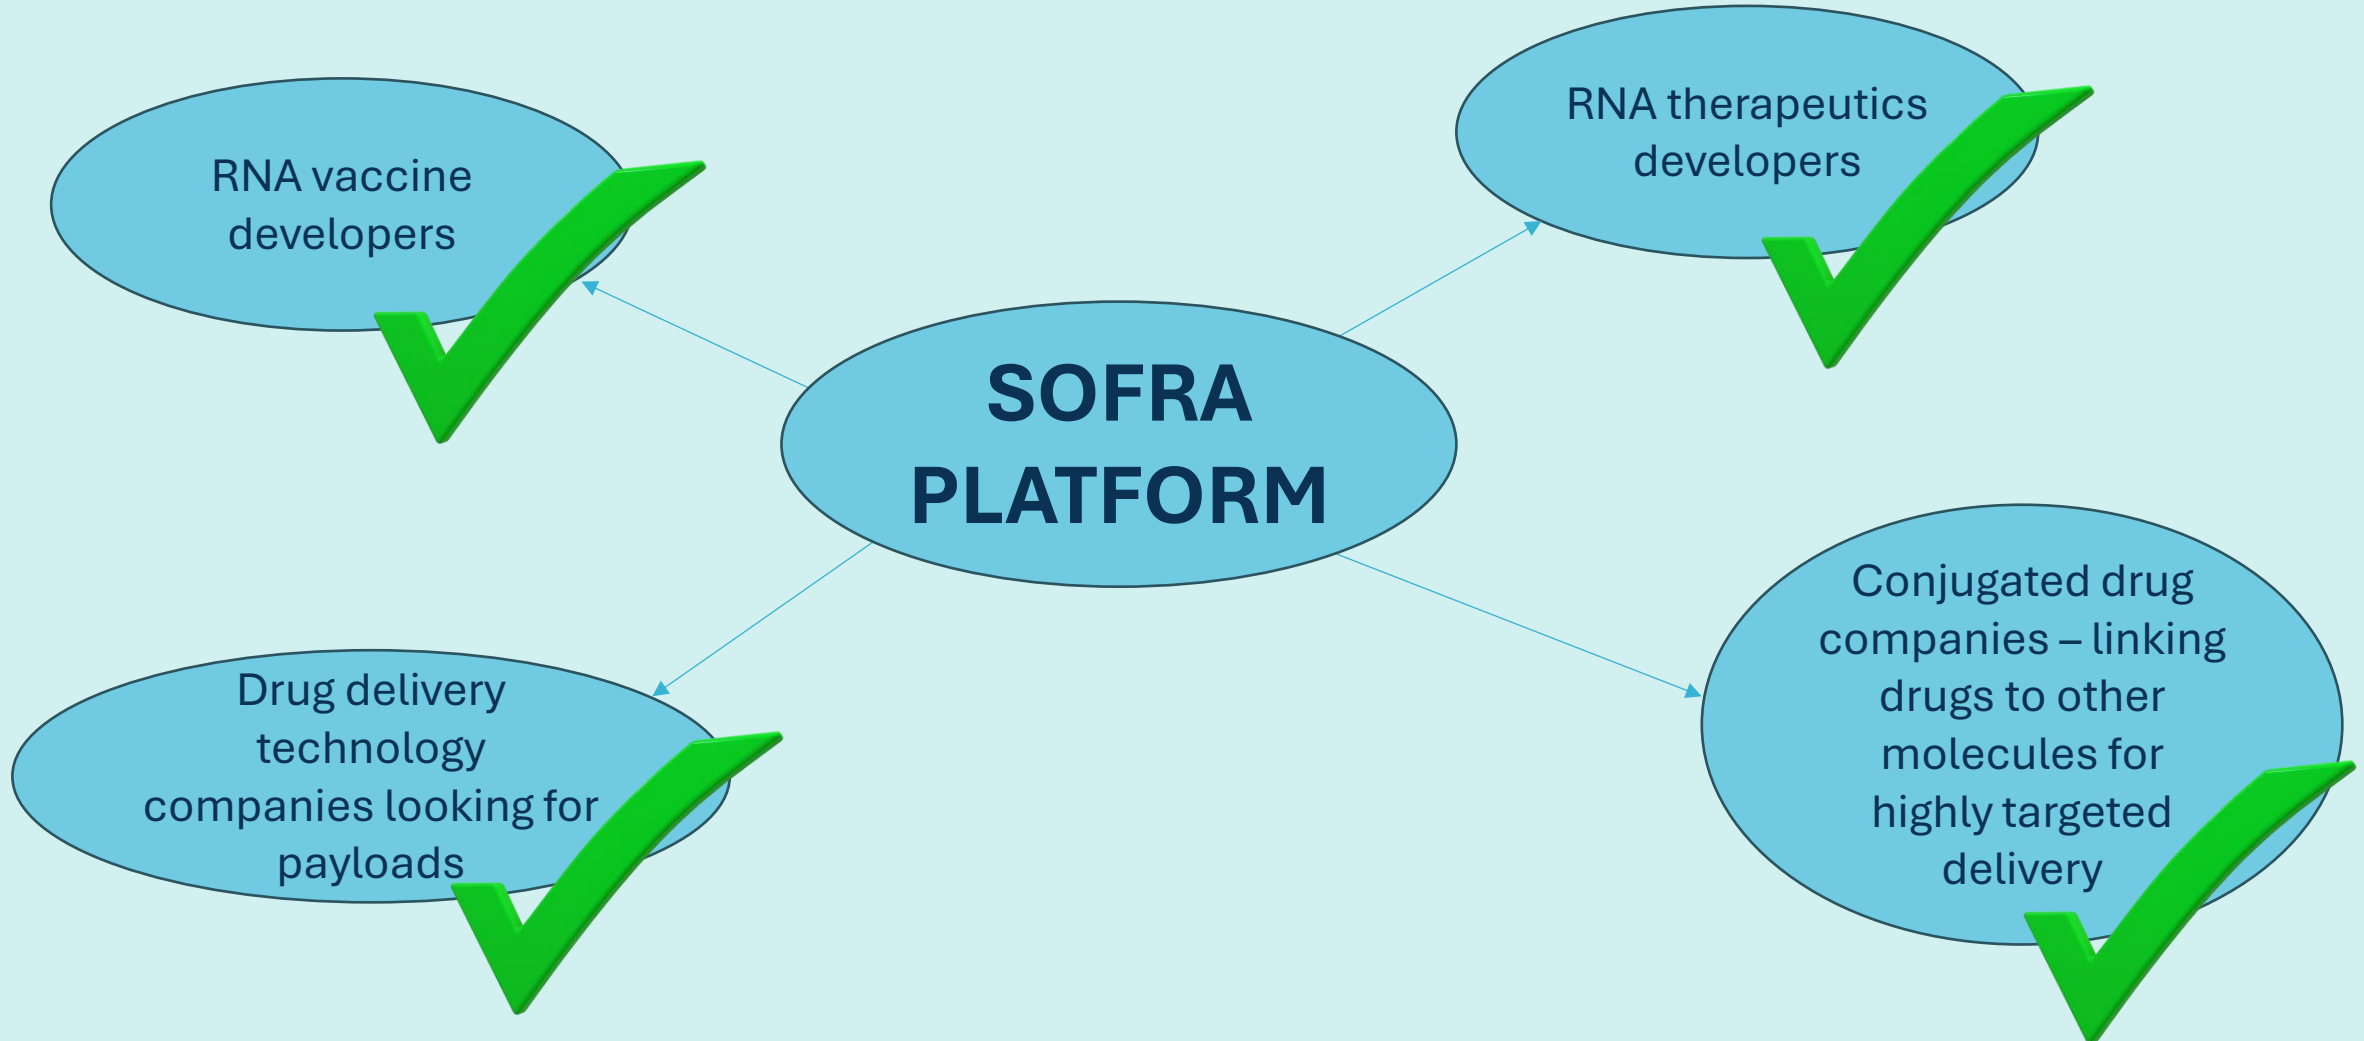 RNA vaccine
developers
RNA therapeutics
developers
SOFRA
PLATFORM
Drug delivery
technology
companies looking for
payloads
Conjugated drug
companies – linking
drugs to other
molecules for
highly targeted
delivery